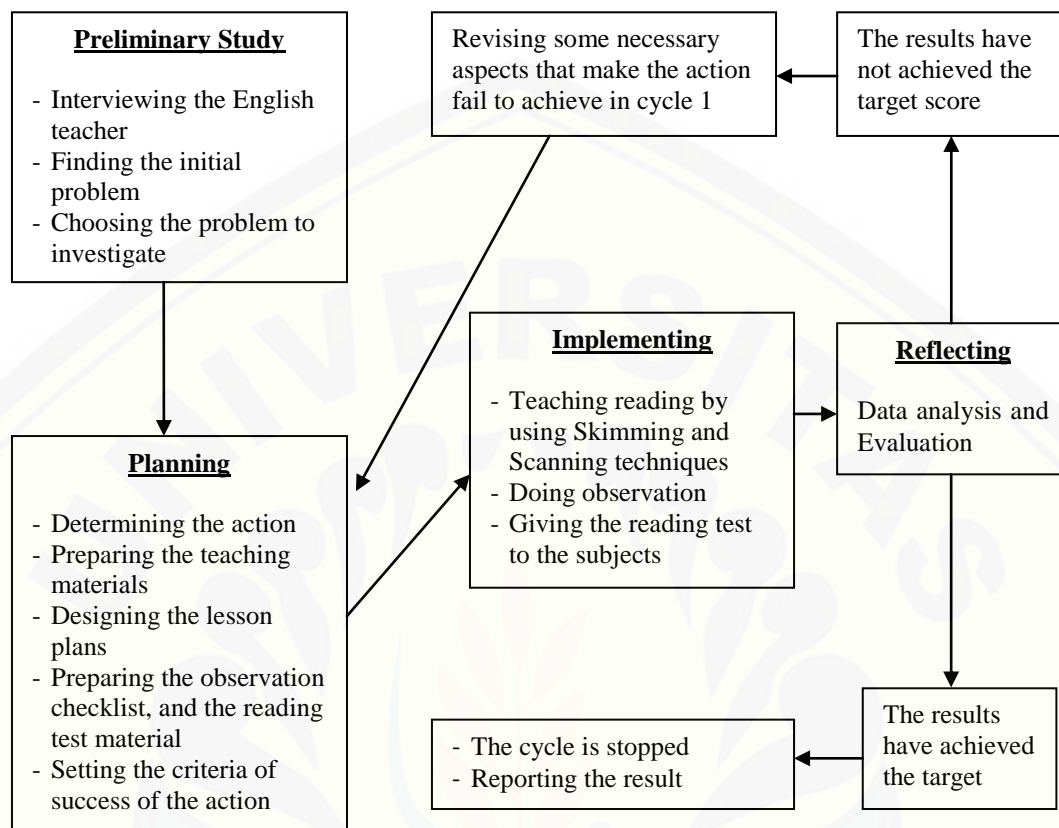 Preliminary Study
- Interviewing the English
teacher
- Finding the initial
problem
- Choosing the problem to
investigate
Revising some necessary
aspects that make the action
fail to achieve in cycle 1
The results have
not achieved the
target score
Planning
- Determining the action
- Preparing the teaching
materials
- Designing the lesson
plans
- Preparing the observation
checklist, and the reading
test material
- Setting the criteria of
success of the action
Implementing
- Teaching reading by
using Skimming and
Scanning techniques
- Doing observation
- Giving the reading test
to the subjects
Reflecting
Data analysis and
Evaluation
- The cycle is stopped
- Reporting the result
The results
have achieved
the target
UNIVERSITAS